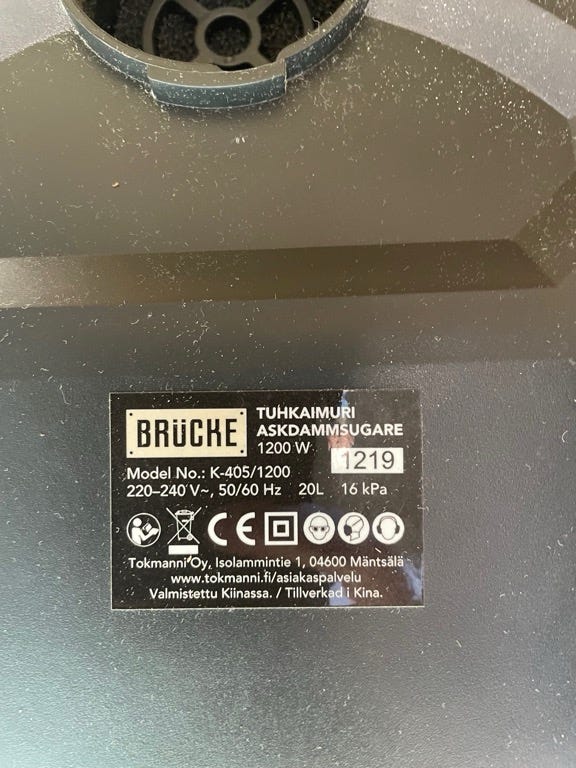 BRÜCKE
TUHKAIMURI
ASKDAMMSUGARE
1200 W
1219
Model No.: K-405/1200
220–240 V~, 50/60 Hz 20L 16 kPa
CE
Tokmanni Oy, Isolammintie 1, 04600 Mäntsälä
www.tokmanni.fi/asiakaspalvelu
Valmistettu Kiinassa. / Tillverkad i Kina.